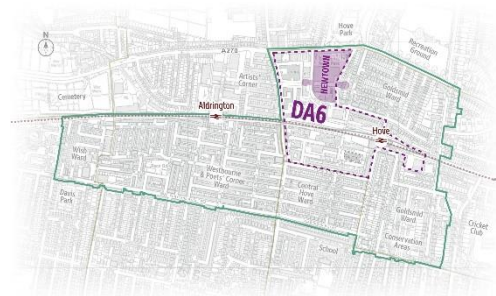 N
Hove
Park
Recreation
Ground
A270
NEWTOWN
Artists'
Corner
Goldsmid
Ward
Cemetery
Aldrington
DA6
Hove
Wish
Ward
Westbourne
& Poets' Corner
Ward
Central
Hove
Ward
Davis
Park
Goldsmid
Ward
Conservation
Areas
Cricket
Club
School